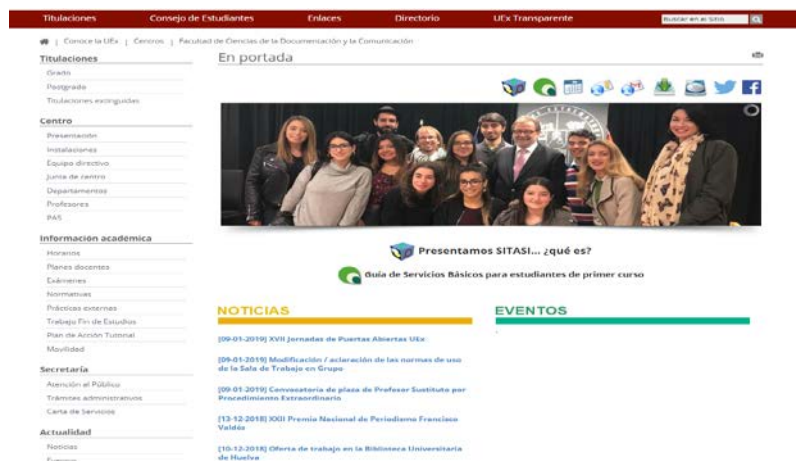 Titulaciones Consejo de Estudiantes Enlaces Directorio UEx Transparente Buscar en el Sitio
| Conoce la UEx | Centros | Facultad de Ciencias de la Documentación y la Comunicación
Titulaciones
Grado
Postgrado
Titulaciones extinguidas
Centro
Presentación
Instalaciones
Equipo directivo
Junta de centro
Departamentos
Profesores
PAS
Información académica
Horarios
Planes docentes
Exámenes
Normativas
Prácticas externas
Trabajo Fin de Estudios
Plan de Acción Tutorial
Movilidad
Secretaría
Atención al Público
Trámites administrativos
Carta de Servicios
Actualidad
Noticias
Eventos
En portada
Presentamos SITASI... ¿qué es?
Guía de Servicios Básicos para estudiantes de primer curso
NOTICIAS
[09-01-2019] XVII Jornadas de Puertas Abiertas UEx
[09-01-2019] Modificación / aclaración de las normas de uso
de la Sala de Trabajo en Grupo
[09-01-2019] Convocatoria de plaza de Profesor Sustituto por
Procedimiento Extraordinario
[13-12-2018] XXII Premio Nacional de Periodismo Francisco
Valdés
[10-12-2018] Oferta de trabajo en la Biblioteca Universitaria
de Huelva
EVENTOS